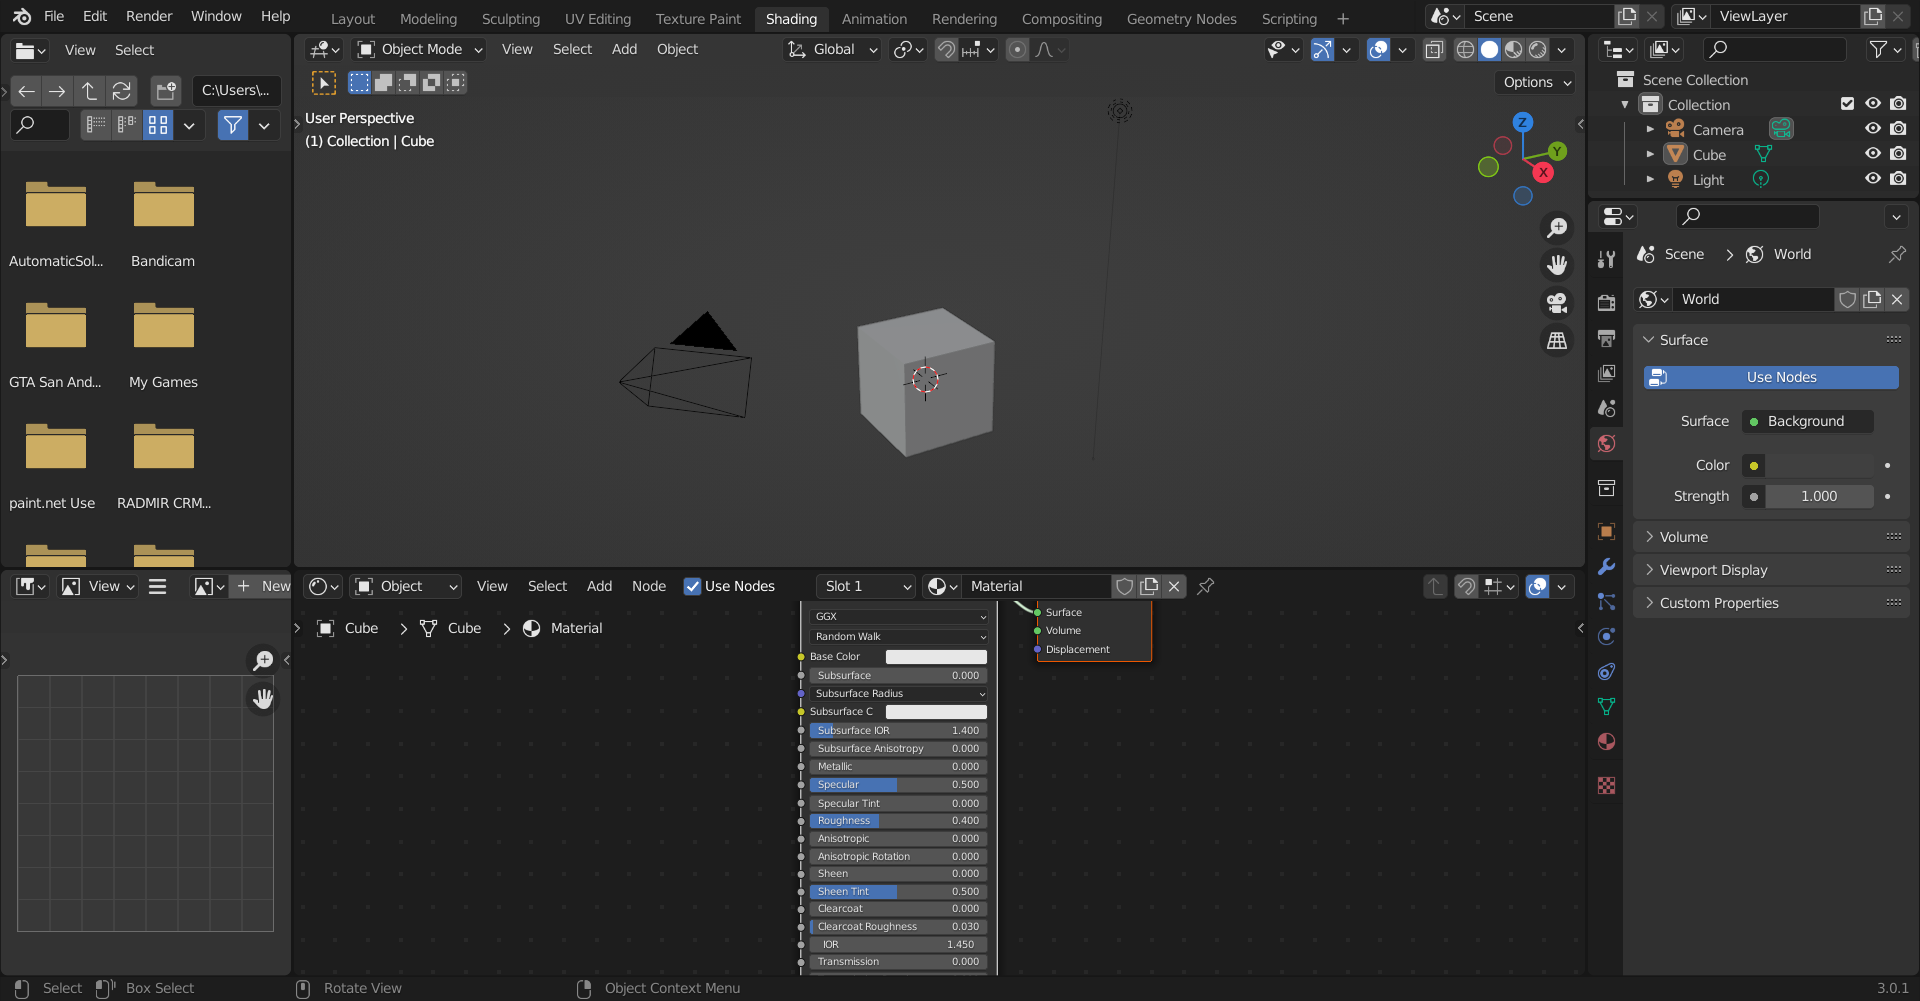 File Edit Render Window Help Layout Modeling Sculpting UV Editing Texture Paint Shading Animation Rendering Compositing Geometry Nodes Scripting + Scene ViewLayer
View Select
Object Mode View Select Add Object Global
C:\Users\...
Options
User Perspective
(1) Collection | Cube
Z
Y
X
AutomaticSol...
Bandicam
GTA San And...
My Games
paint.net Use
RADMIR CRM...
Scene Collection
Collection
Camera
Cube
Light
Scene > World
World
Surface
Use Nodes
Surface Background
Color
Strength 1.000
Volume
Viewport Display
Custom Properties
View + New
Object View Select Add Node Use Nodes Slot 1 Material
Cube > Cube > Material
GGX
Random Walk
Base Color
Subsurface 0.000
Subsurface Radius
Subsurface C
Subsurface IOR 1.400
Subsurface Anisotropy 0.000
Metallic 0.000
Specular 0.500
Specular Tint 0.000
Roughness 0.400
Anisotropic 0.000
Anisotropic Rotation 0.000
Sheen 0.000
Sheen Tint 0.500
Clearcoat 0.000
Clearcoat Roughness 0.030
IOR 1.450
Transmission 0.000
Surface
Volume
Displacement
Select Box Select Rotate View Object Context Menu 3.0.1